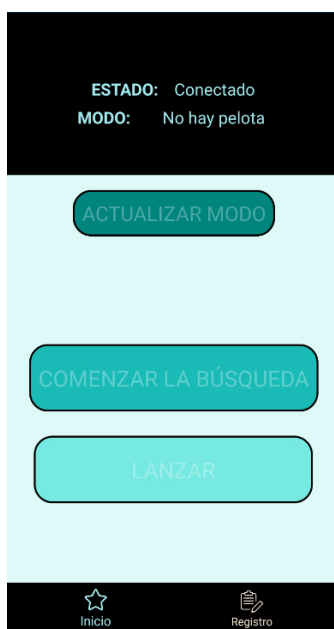 ESTADO: Conectado
MODO: No hay pelota
ACTUALIZAR MODO
COMENZAR LA BÚSQUEDA
LANZAR
Inicio Registro